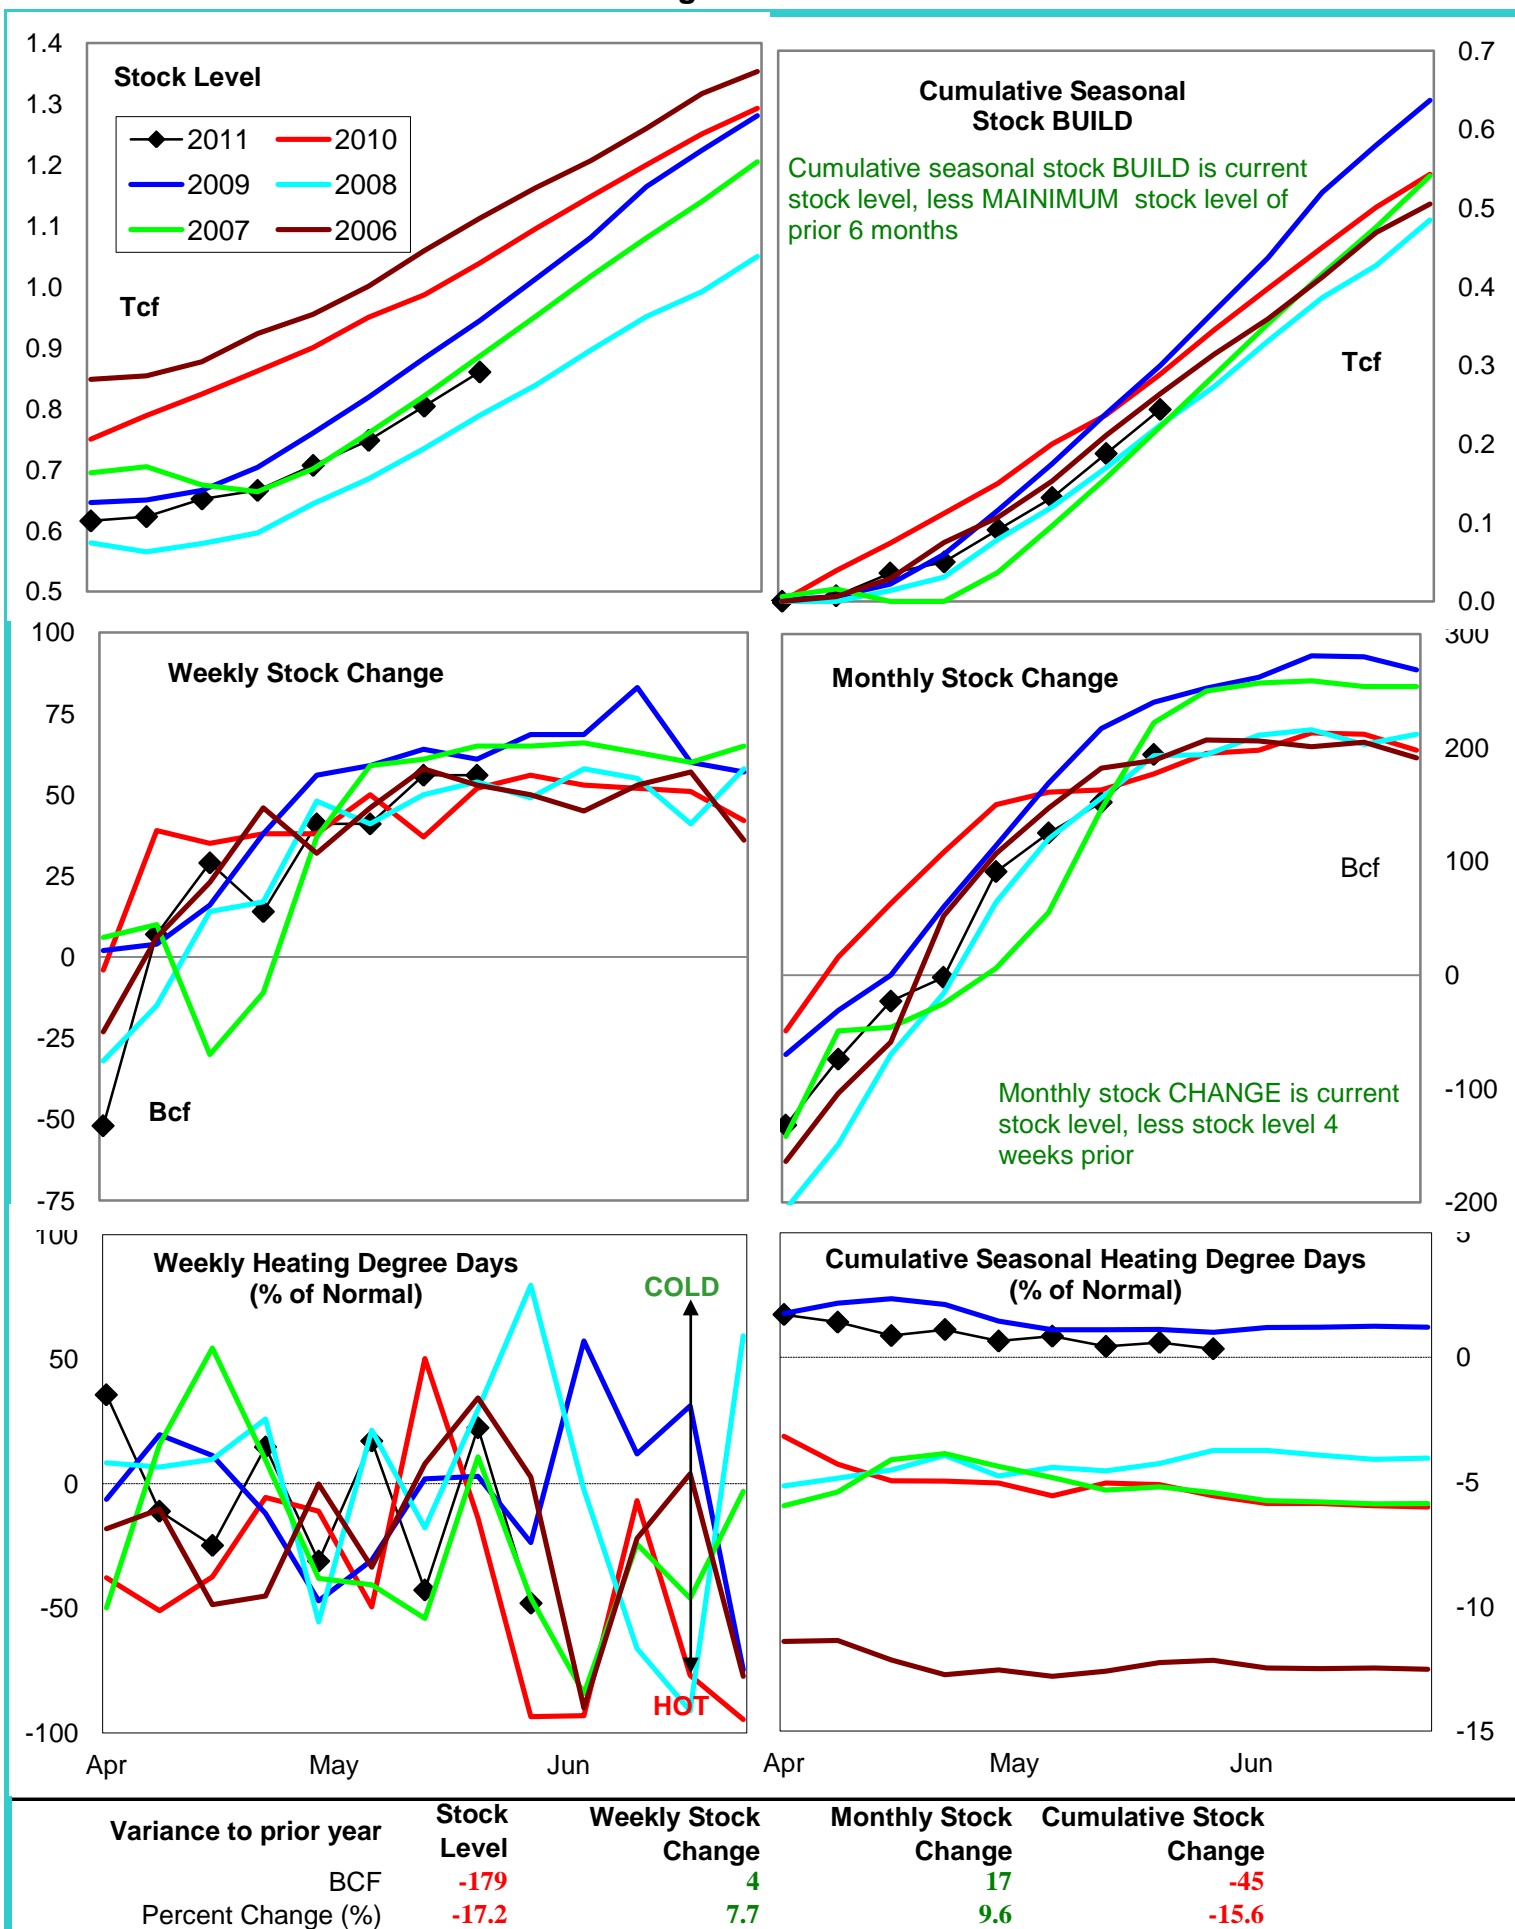 Stock Level
2011
2010
2009
2008
2007
2006
Tcf
1.4
1.3
1.2
1.1
1.0
0.9
0.8
0.7
0.6
0.5
Cumulative Seasonal
Stock BUILD
Cumulative seasonal stock BUILD is current
stock level, less MAINIMUM stock level of
prior 6 months
Tcf
0.7
0.6
0.5
0.4
0.3
0.2
0.1
0.0
Weekly Stock Change
Bcf
100
75
50
25
0
-25
-50
-75
Monthly Stock Change
Bcf
Monthly stock CHANGE is current
stock level, less stock level 4
weeks prior
300
200
100
0
-100
-200
Weekly Heating Degree Days
(% of Normal)
COLD
HOT
100
50
0
-50
-100
Apr May Jun
Cumulative Seasonal Heating Degree Days
(% of Normal)
5
0
-5
-10
-15
Apr May Jun
Variance to prior year
Stock
Level
Weekly Stock
Change
Monthly Stock
Change
Cumulative Stock
Change
BCF -179 4 17 -45
Percent Change (%) -17.2 7.7 9.6 -15.6